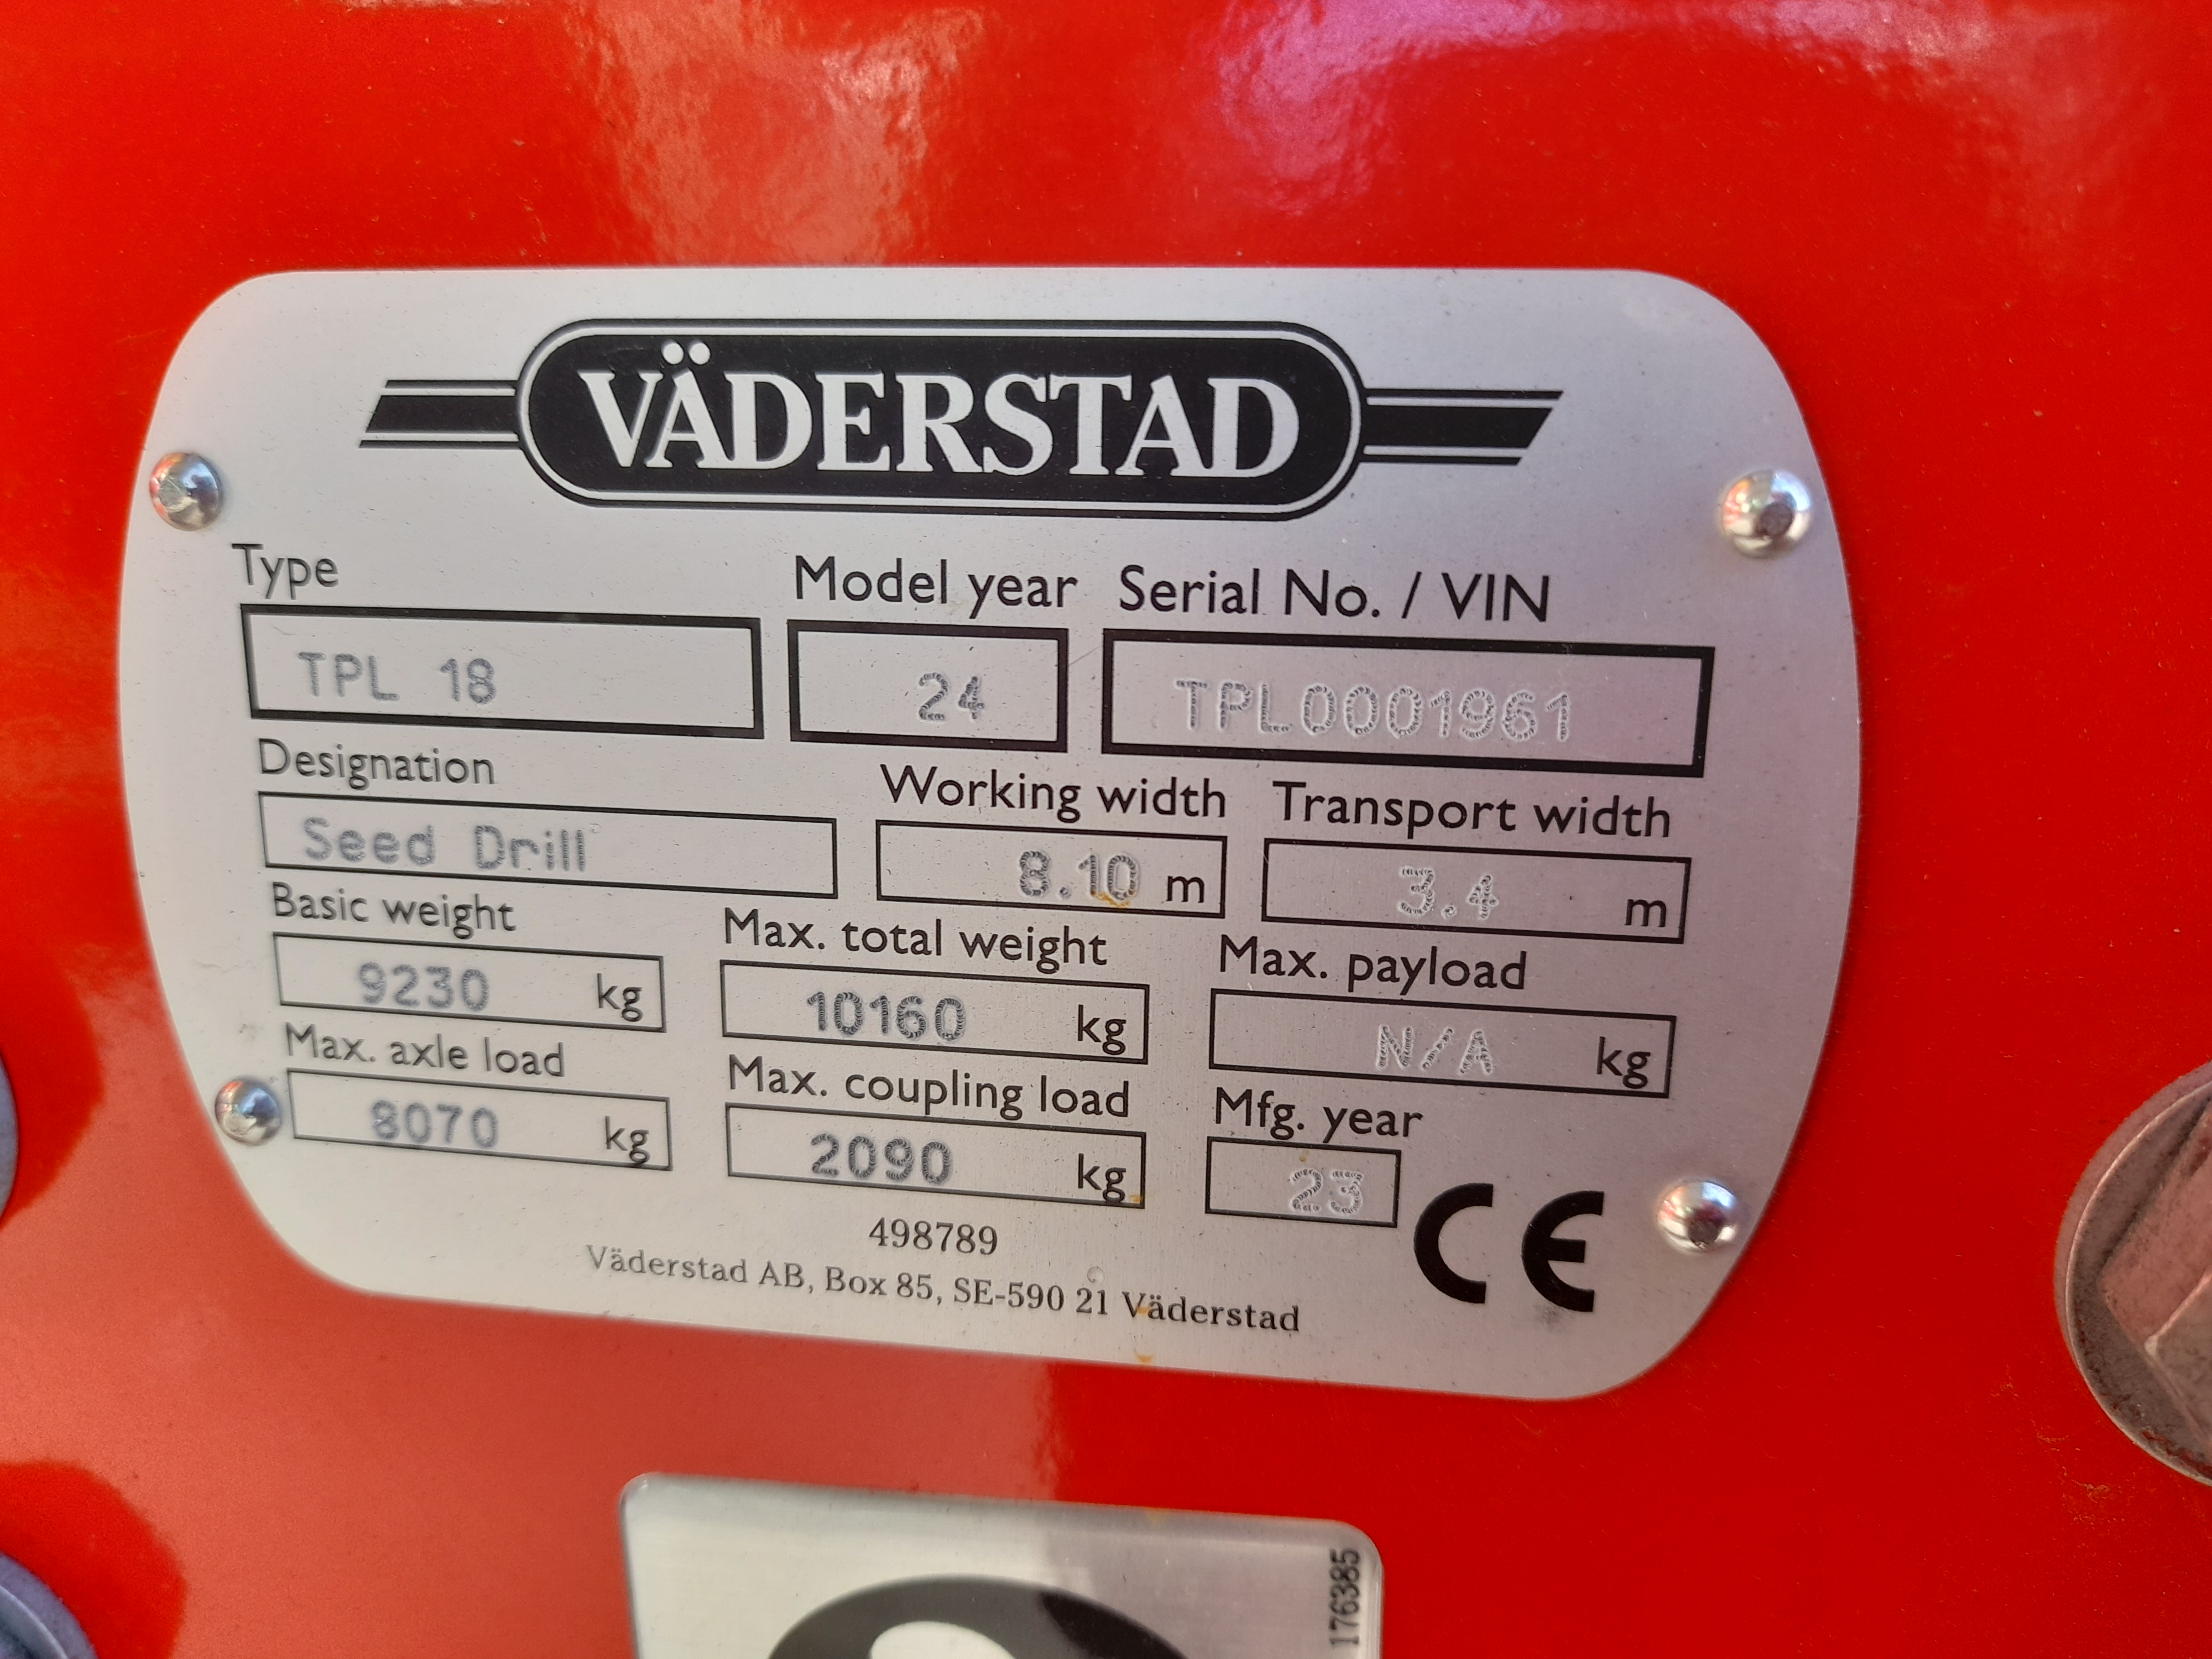 VÄDERSTAD
Type Model year Serial No. / VIN
TPL 18 24 TPL0001961
Designation Working width Transport width
Seed Drill 8.10 m 3.4 m
Basic weight Max. total weight Max. payload
9230 kg 10160 kg N/A kg
Max. axle load Max. coupling load Mfg. year
8070 kg 2090 kg 23
CE
498789
Väderstad AB, Box 85, SE-590 21 Väderstad
176385